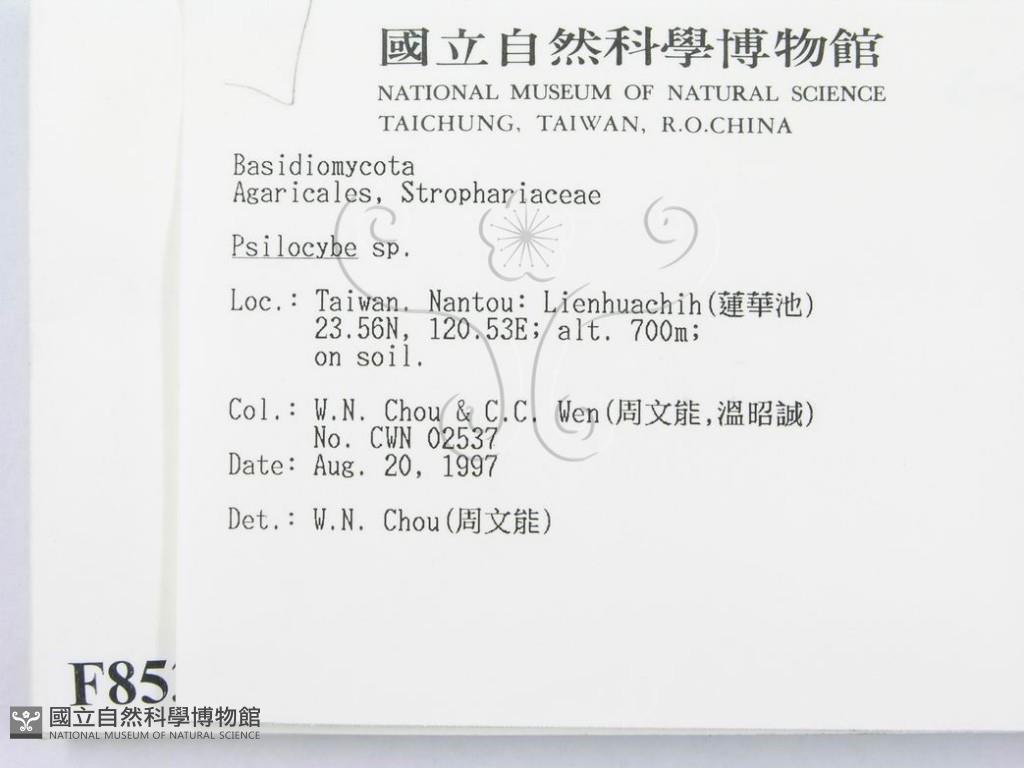 國立自然科學博物館
NATIONAL MUSEUM OF NATURAL SCIENCE
TAICHUNG, TAIWAN, R.O.CHINA
Basidiomycota
Agaricales, Strophariaceae
Psilocybe sp.
Loc.: Taiwan. Nantou: Lienhuachih(蓮華池)
23.56N, 120.53E; alt. 700m;
on soil.
Col.: W.N. Chou & C.C. Wen(周文能,溫昭誠)
No. CWN 02537
Date: Aug. 20, 1997
Det.: W.N. Chou(周文能)
F85
國立自然科學博物館
NATIONAL MUSEUM OF NATURAL SCIENCE